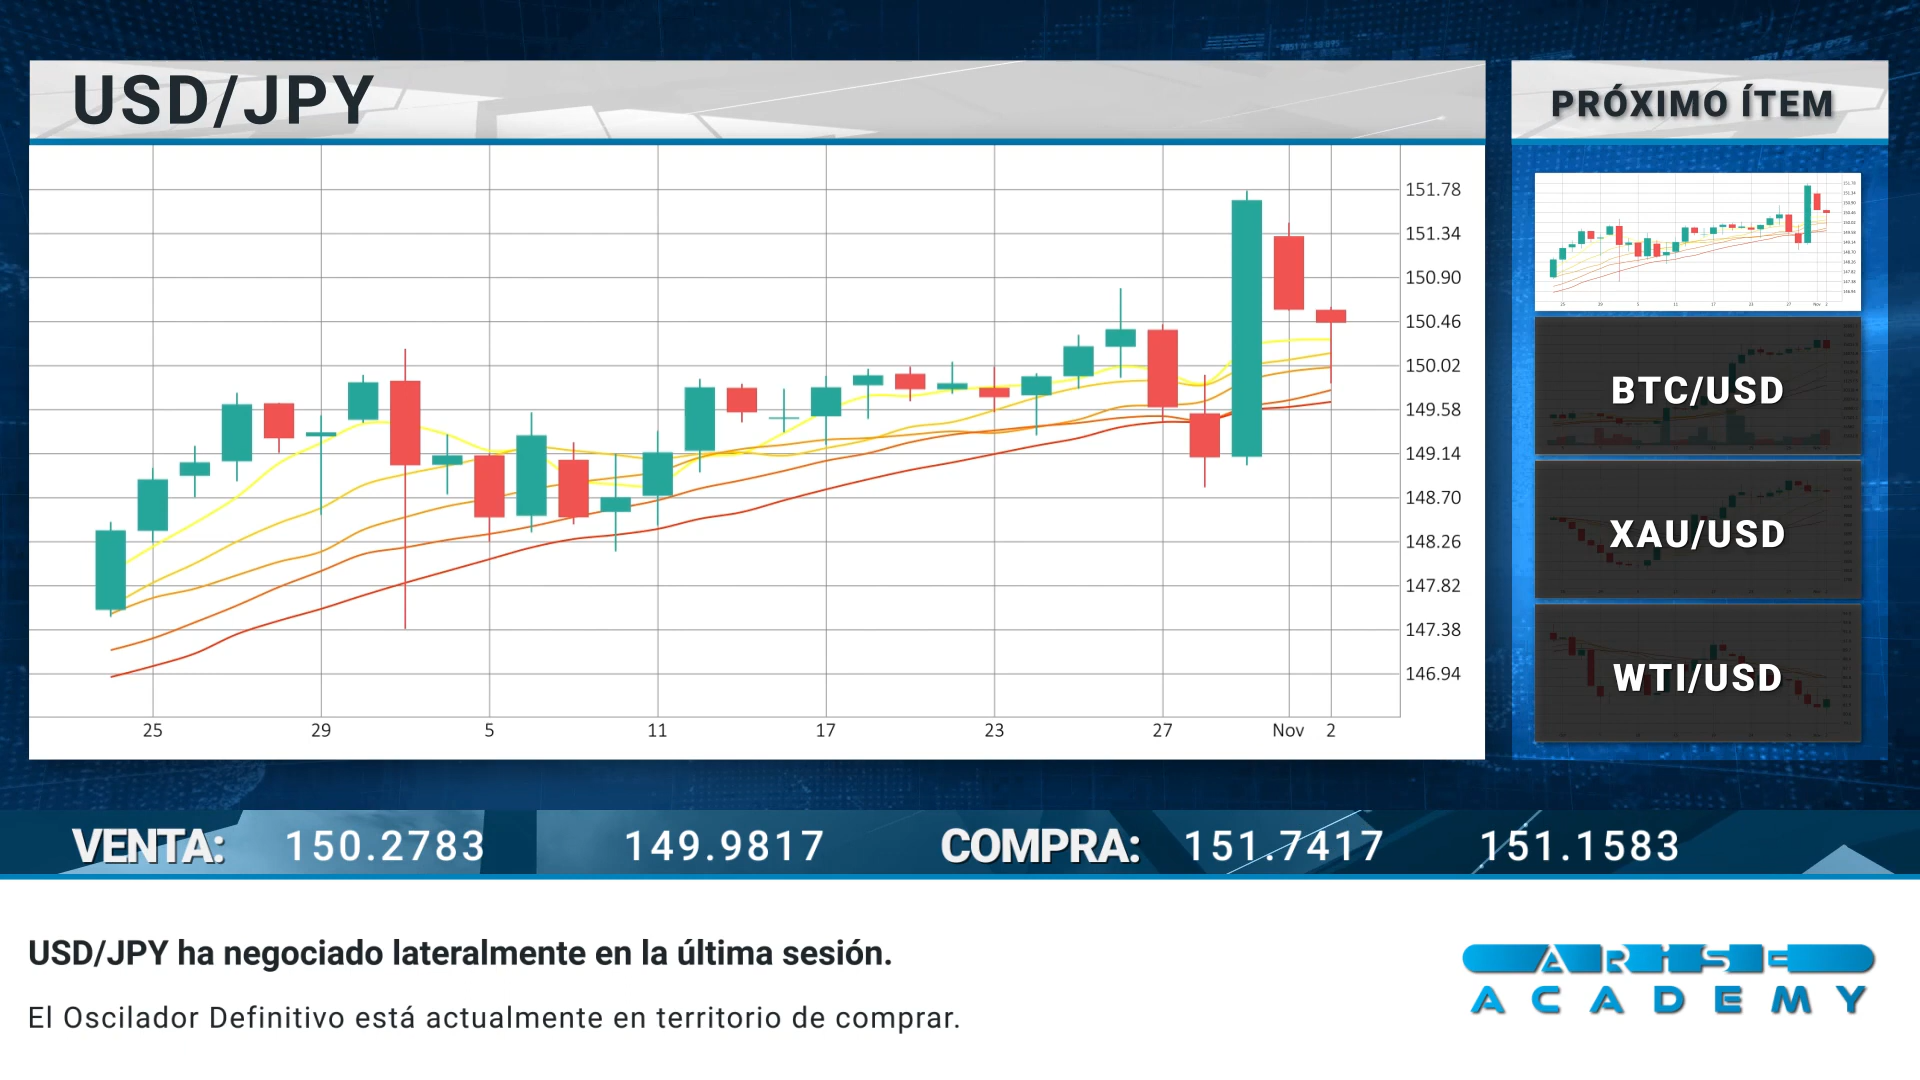 USD/JPY
PRÓXIMO ÍTEM
151.78
151.34
150.90
150.46
150.02
149.58
149.14
148.70
148.26
147.82
147.38
146.94
25 29 5 11 17 23 27 Nov 2
BTC/USD
XAU/USD
WTI/USD
VENTA: 150.2783 149.9817 COMPRA: 151.7417 151.1583
USD/JPY ha negociado lateralmente en la última sesión.
El Oscilador Definitivo está actualmente en territorio de comprar.
ARISE
ACADEMY